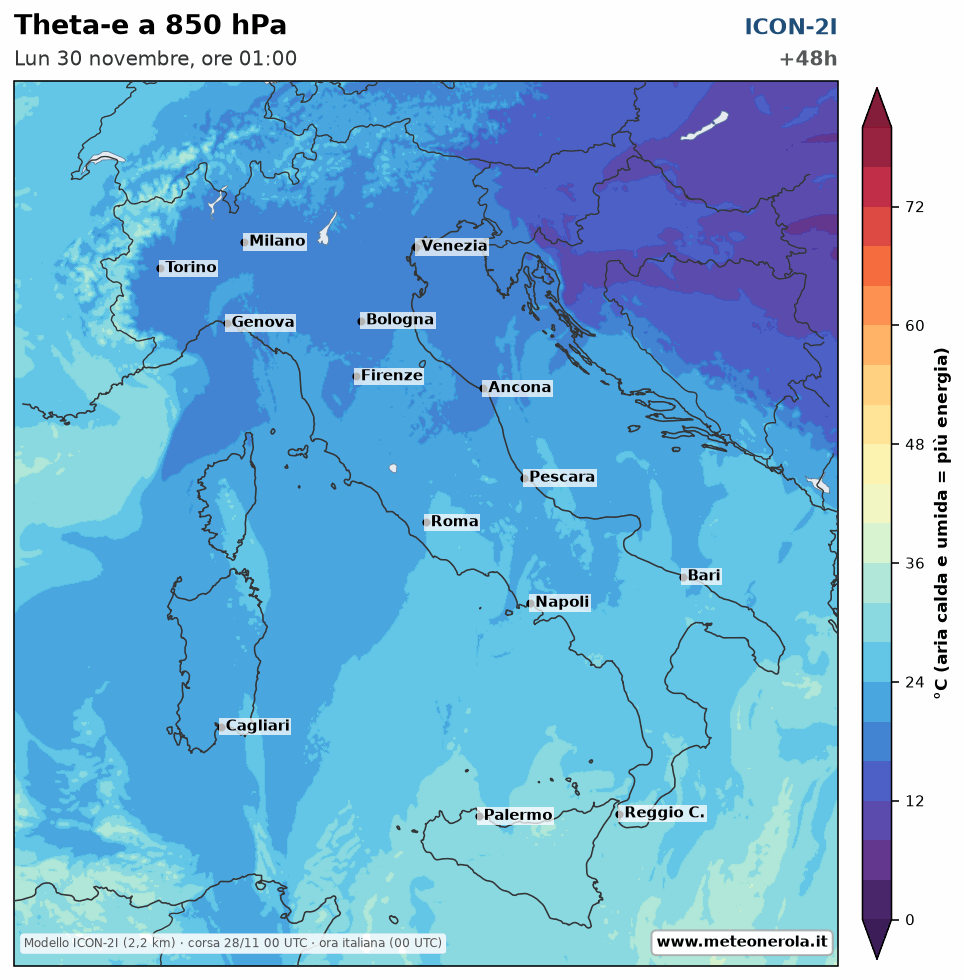 Theta-e a 850 hPa
ICON-2I
Lun 30 novembre, ore 01:00
+48h
Milano
Venezia
Torino
Genova
Bologna
Firenze
Ancona
Pescara
Roma
Bari
Napoli
Cagliari
Palermo
Reggio C.
72
60
48
36
24
12
0
°C (aria calda e umida = più energia)
Modello ICON-2I (2,2 km) · corsa 28/11 00 UTC · ora italiana (00 UTC)
www.meteonerola.it